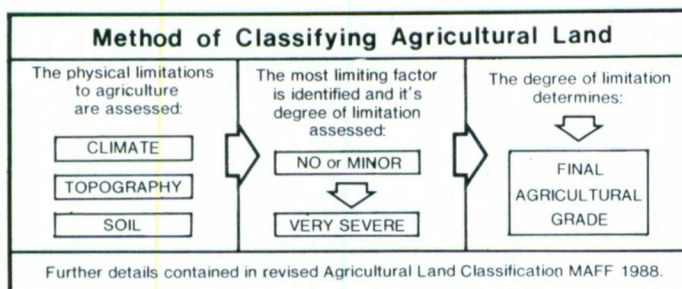 Method of Classifying Agricultural Land
The physical limitations
to agriculture
are assessed:
CLIMATE
TOPOGRAPHY
SOIL
The most limiting factor
is identified and it's
degree of limitation
assessed:
NO or MINOR
VERY SEVERE
The degree of limitation
determines:
FINAL
AGRICULTURAL
GRADE
Further details contained in revised Agricultural Land Classification MAFF 1988.